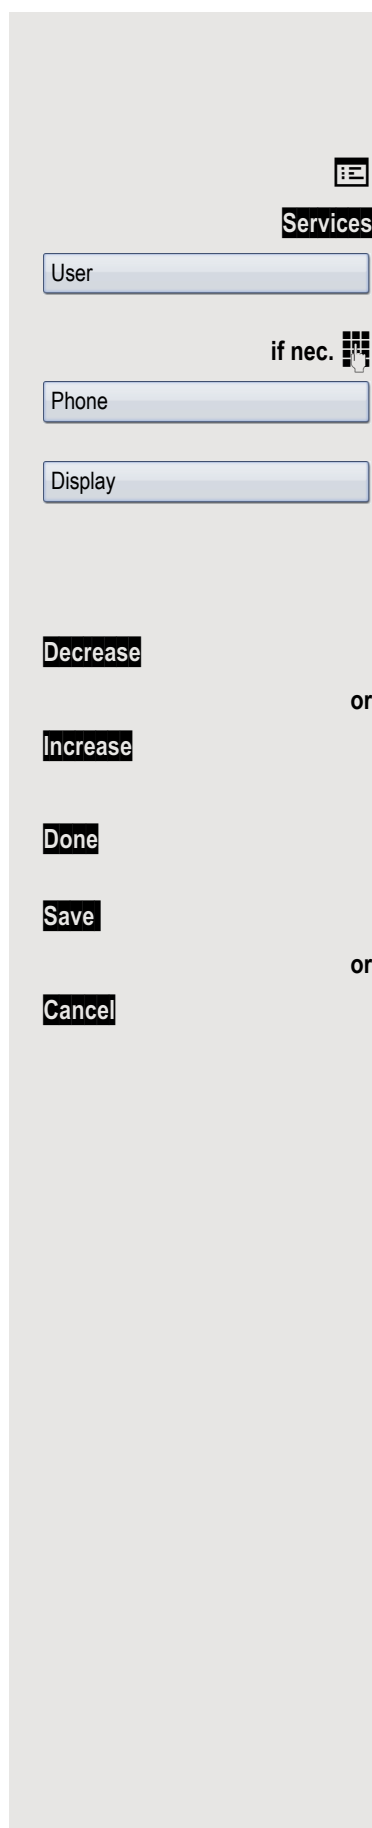 Services
User
if nec.
Phone
Display
Decrease
or
Increase
Done
Save
or
Cancel